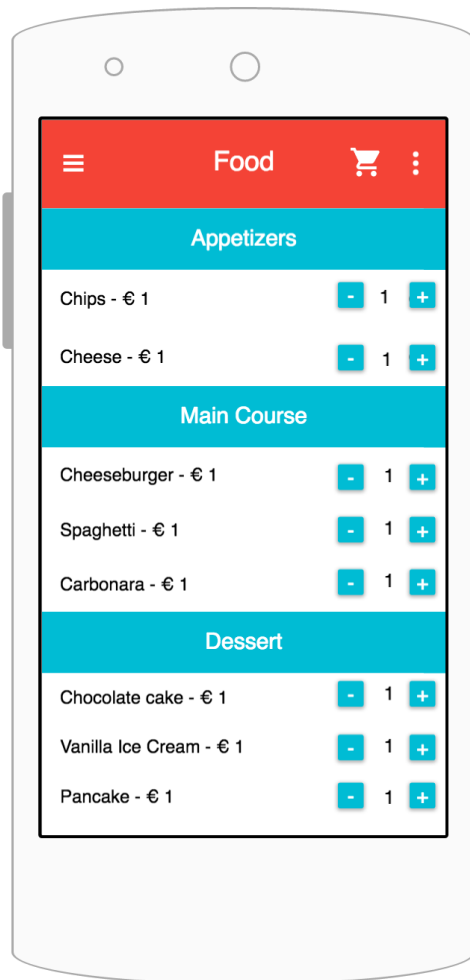 Food
Appetizers
Chips - € 1 - 1 +
Cheese - € 1 - 1 +
Main Course
Cheeseburger - € 1 - 1 +
Spaghetti - € 1 - 1 +
Carbonara - € 1 - 1 +
Dessert
Chocolate cake - € 1 - 1 +
Vanilla Ice Cream - € 1 - 1 +
Pancake - € 1 - 1 +